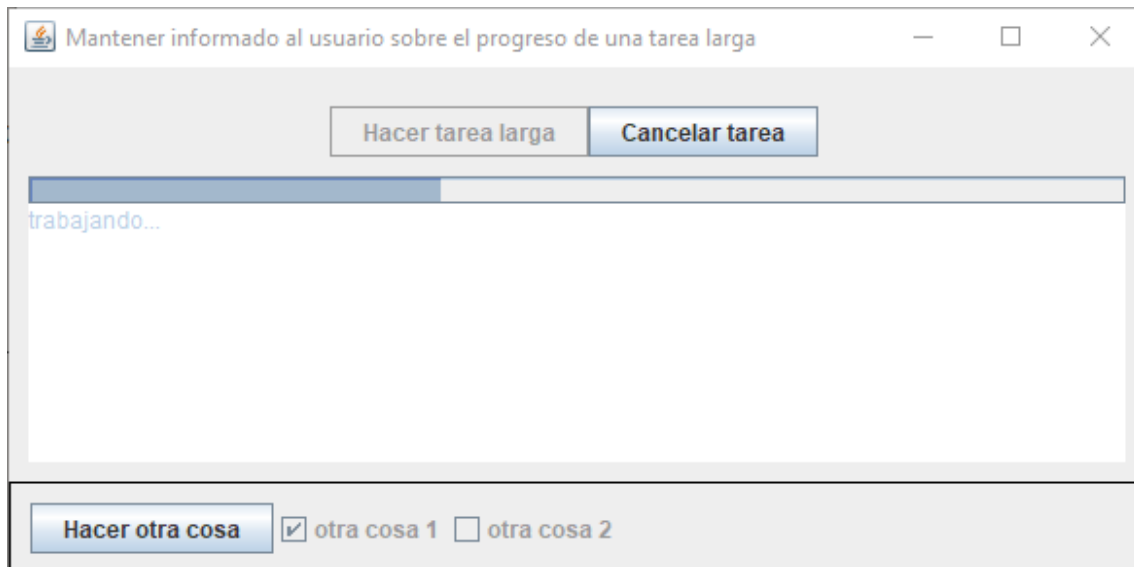 Mantener informado al usuario sobre el progreso de una tarea larga
Hacer tarea larga Cancelar tarea
trabajando...
Hacer otra cosa otra cosa 1 otra cosa 2